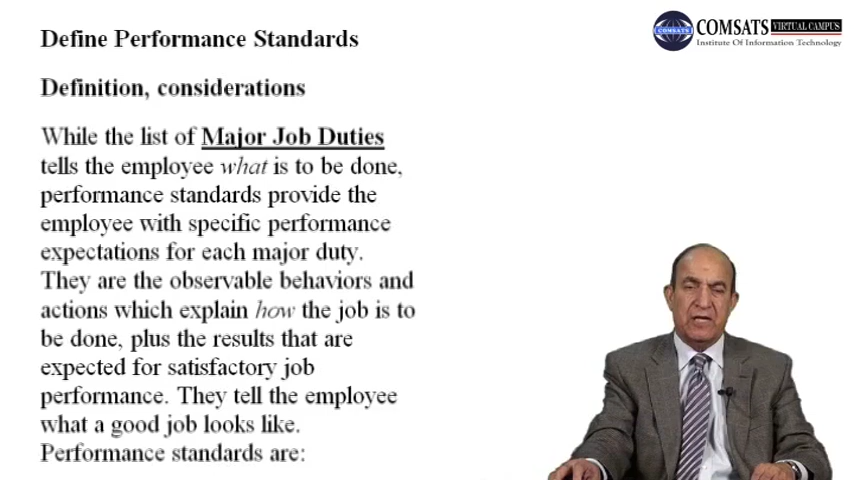 COMSATS VIRTUAL CAMPUS
COMSATS
Institute Of Information Technology
Define Performance Standards
Definition, considerations
While the list of Major Job Duties
tells the employee what is to be done,
performance standards provide the
employee with specific performance
expectations for each major duty.
They are the observable behaviors and
actions which explain how the job is to
be done, plus the results that are
expected for satisfactory job
performance. They tell the employee
what a good job looks like.
Performance standards are: